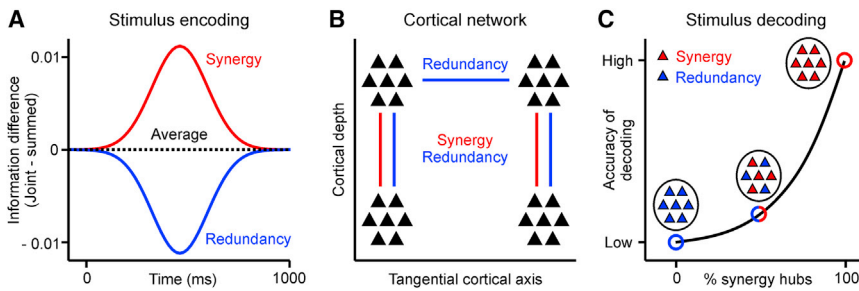 A
Stimulus encoding
Information difference
(Joint - summed)
0.01
0
- 0.01
Synergy
Average
Redundancy
0
Time (ms)
1000
B
Cortical network
Cortical depth
Redundancy
Synergy
Redundancy
Tangential cortical axis
C
Stimulus decoding
Accuracy of
decoding
High
Low
Synergy
Redundancy
0
% synergy hubs
100